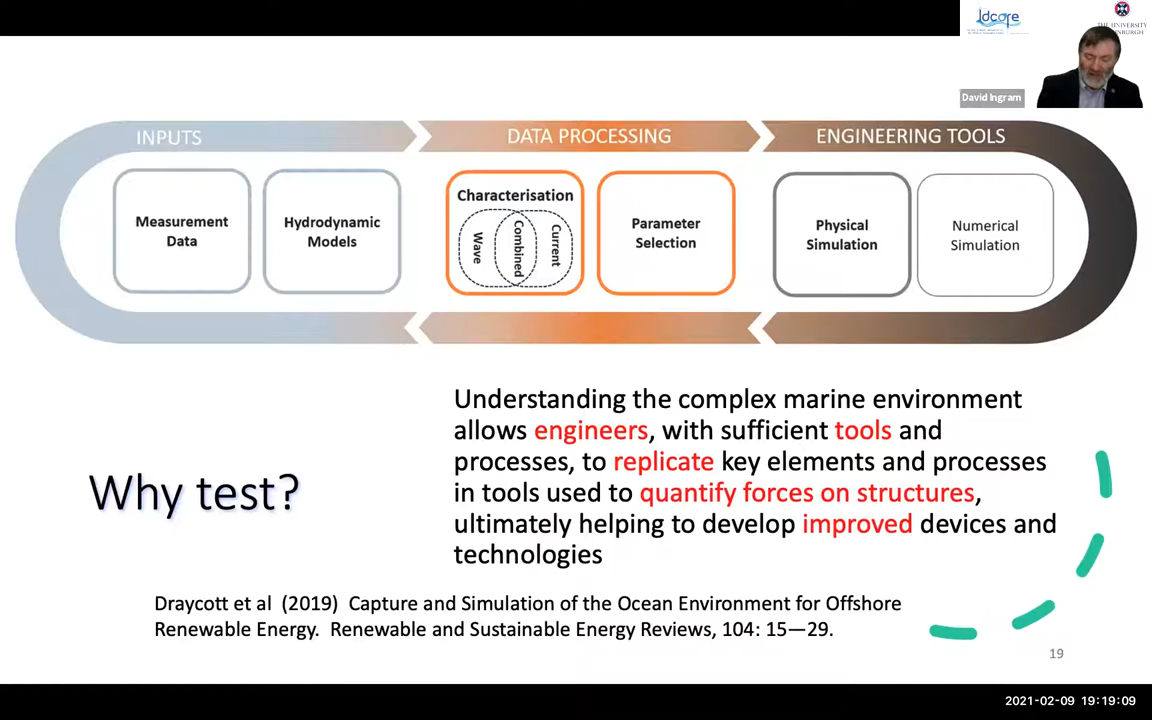 idcore
THE UNIVERSITY
David Ingram
INPUTS
DATA PROCESSING
ENGINEERING TOOLS
Measurement
Data
Hydrodynamic
Models
Characterisation
Wave
Combined
Current
Parameter
Selection
Physical
Simulation
Numerical
Simulation
Why test?
Understanding the complex marine environment
allows engineers, with sufficient tools and
processes, to replicate key elements and processes
in tools used to quantify forces on structures,
ultimately helping to develop improved devices and
technologies
Draycott et al (2019) Capture and Simulation of the Ocean Environment for Offshore
Renewable Energy. Renewable and Sustainable Energy Reviews, 104: 15—29.
19
2021-02-09 19:19:09